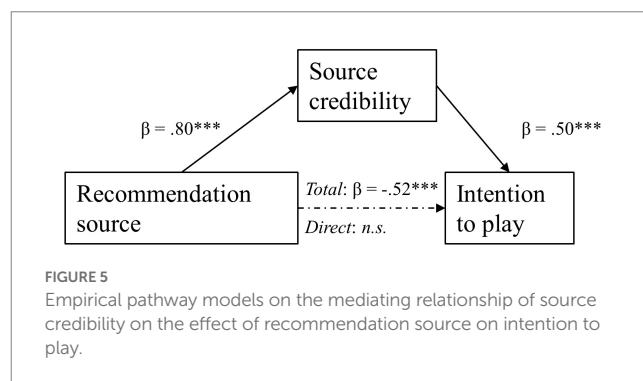 Source
credibility
β = .80***
β = .50***
Recommendation
source
Total: β = -.52***
Direct: n.s.
Intention
to play
FIGURE 5
Empirical pathway models on the mediating relationship of source
credibility on the effect of recommendation source on intention to
play.